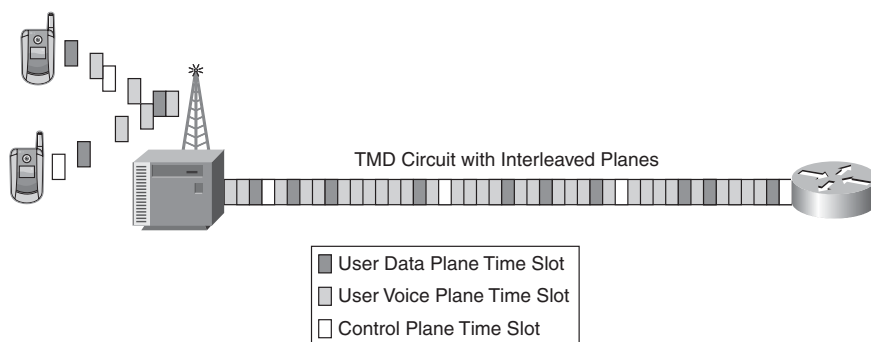 TMD Circuit with Interleaved Planes
User Data Plane Time Slot
User Voice Plane Time Slot
Control Plane Time Slot